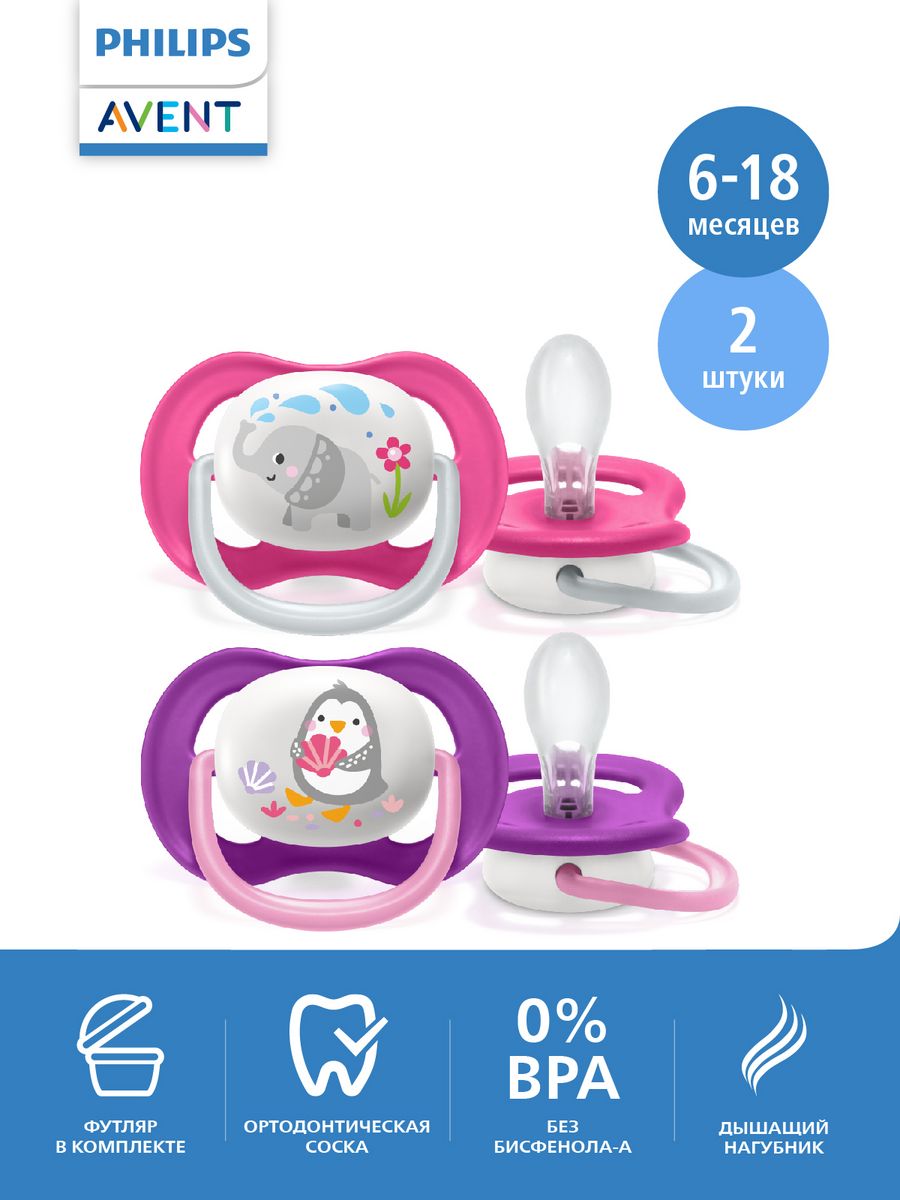 PHILIPS
AVENT
6-18
месяцев
2
штуки
ФУТЛЯР
В КОМПЛЕКТЕ
ОРТОДОНТИЧЕСКАЯ
СОСКА
0%
BPA
БЕЗ
БИСФЕНОЛА-А
ДЫШАЩИЙ
НАГУБНИК